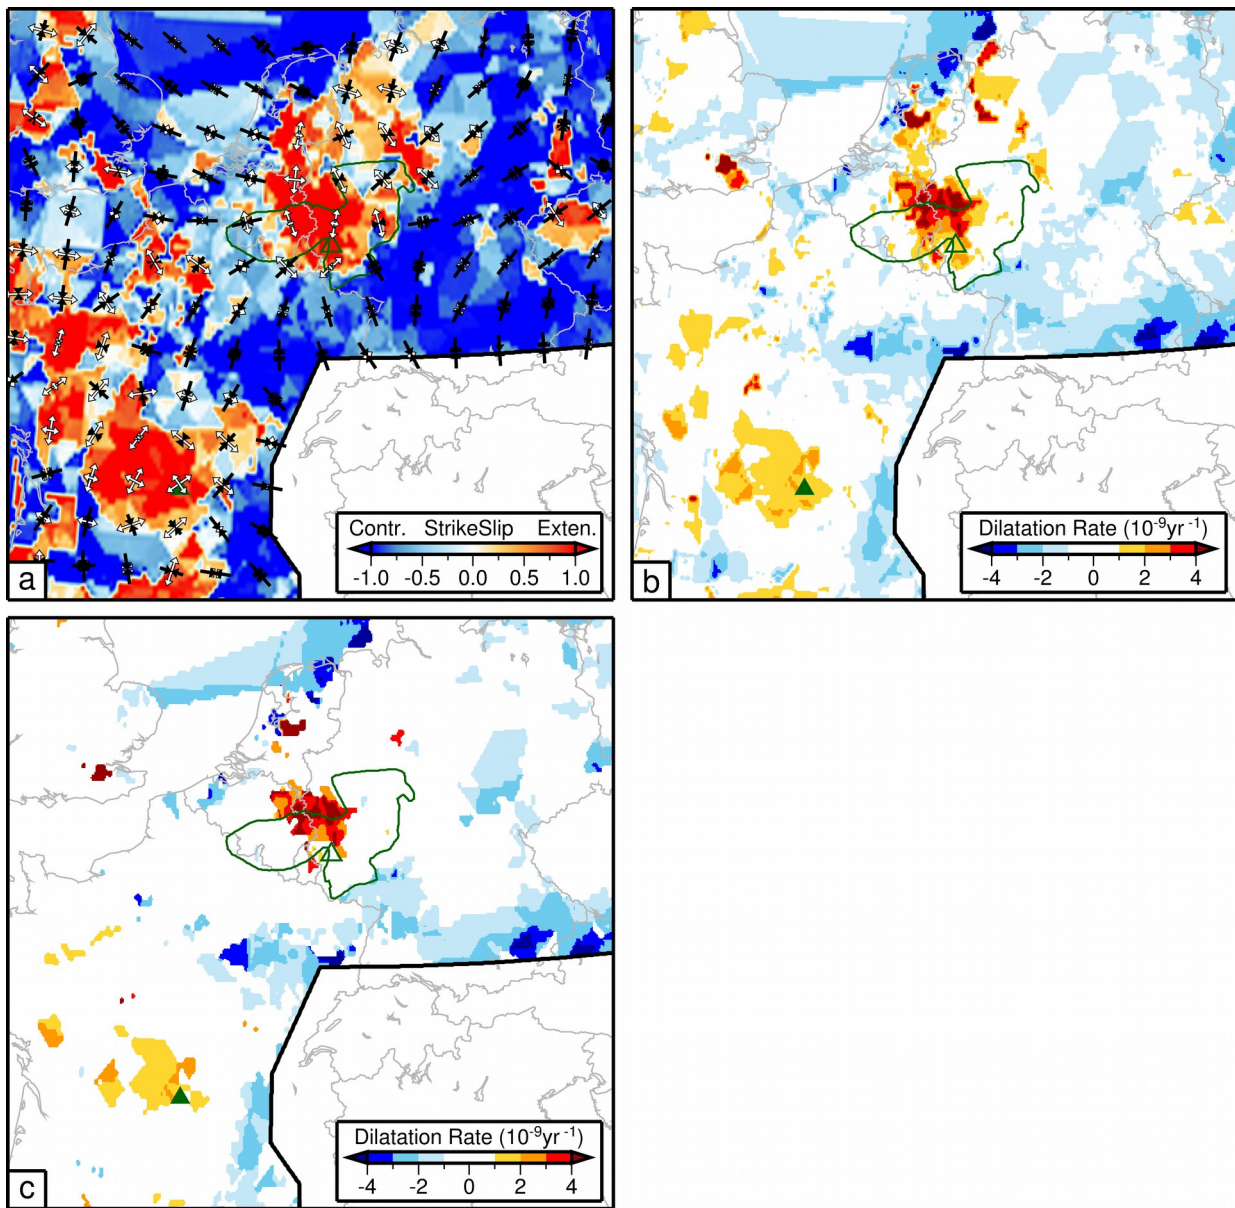 Contr. StrikeSlip Exten.
-1.0 -0.5 0.0 0.5 1.0
a
Dilatation Rate (10⁻⁹yr⁻¹)
-4 -2 0 2 4
b
Dilatation Rate (10⁻⁹yr⁻¹)
-4 -2 0 2 4
c